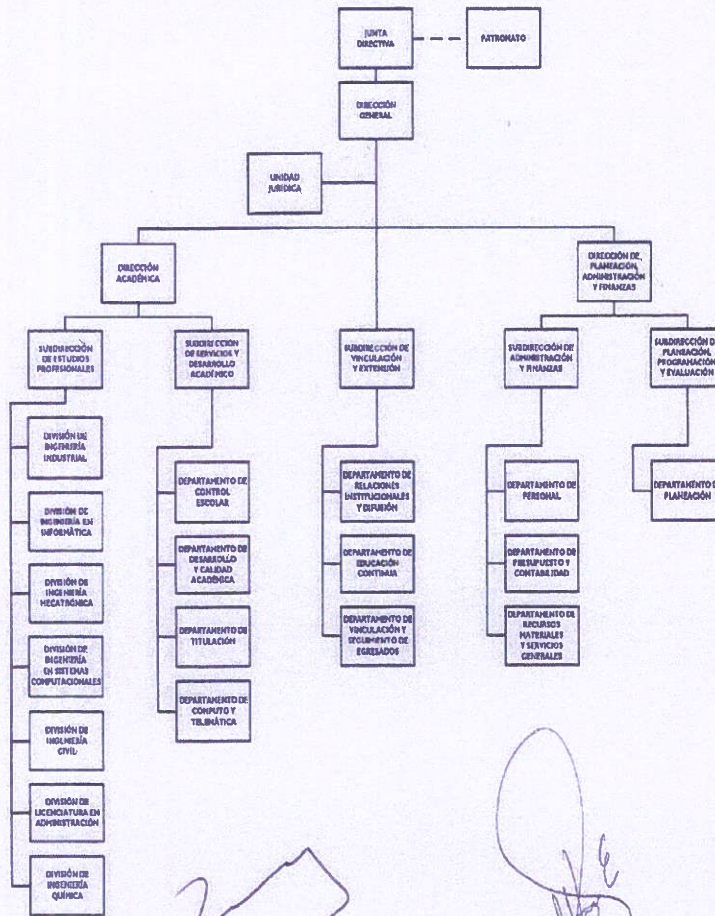 JUNTA
DIRECTIVA
PATRONATO
DIRECCIÓN
GENERAL
UNIDAD
JURÍDICA
DIRECCIÓN
ACADÉMICA
DIRECCIÓN DE
PLANEACIÓN,
ADMINISTRACIÓN
Y FINANZAS
SUBDIRECCIÓN
DE ESTUDIOS
PROFESIONALES
SUBDIRECCIÓN
DE SERVICIOS Y
DESARROLLO
ACADÉMICO
SUBDIRECCIÓN DE
VINCULACIÓN
Y EXTENSIÓN
SUBDIRECCIÓN DE
ADMINISTRACIÓN
Y FINANZAS
SUBDIRECCIÓN D
PLANEACIÓN,
PROGRAMACIÓN
Y EVALUACIÓN
DIVISIÓN DE
INGENIERÍA
INDUSTRIAL
DIVISIÓN DE
INGENIERÍA EN
INFORMÁTICA
DIVISIÓN DE
INGENIERÍA
MECATRÓNICA
DIVISIÓN DE
INGENIERÍA
EN SISTEMAS
COMPUTACIONALES
DIVISIÓN DE
INGENIERÍA
CIVIL
DIVISIÓN DE
LICENCIATURA EN
ADMINISTRACIÓN
DIVISIÓN DE
INGENIERÍA
QUÍMICA
DEPARTAMENTO DE
CONTROL
ESCOLAR
DEPARTAMENTO DE
DESARROLLO
Y CALIDAD
ACADÉMICA
DEPARTAMENTO DE
TITULACIÓN
DEPARTAMENTO DE
COMPUTO Y
TELEMÁTICA
DEPARTAMENTO DE
RELACIONES
INSTITUCIONALES
Y DIFUSIÓN
DEPARTAMENTO DE
EDUCACIÓN
CONTINUA
DEPARTAMENTO DE
VINCULACIÓN Y
SEGUIMIENTO DE
EGRESADOS
DEPARTAMENTO DE
PERSONAL
DEPARTAMENTO DE
PRESUPUESTO Y
CONTABILIDAD
DEPARTAMENTO DE
RECURSOS
MATERIALES
Y SERVICIOS
GENERALES
DEPARTAMENTO D
PLANEACIÓN